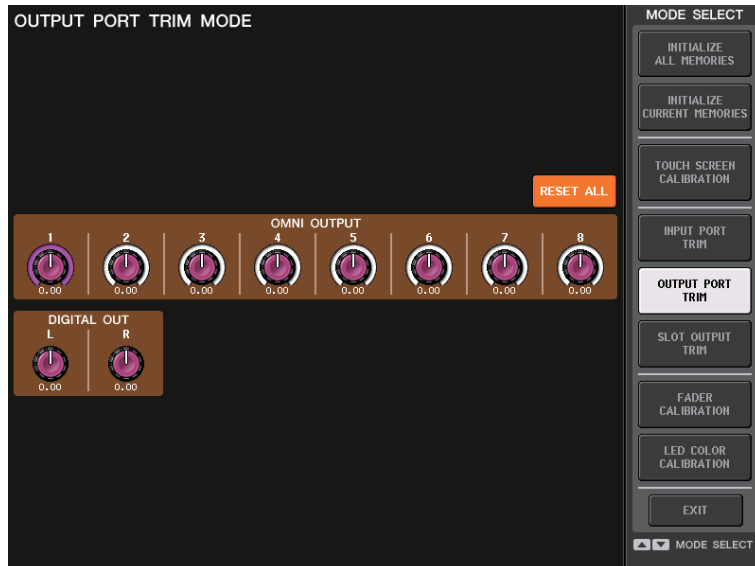 OUTPUT PORT TRIM MODE
RESET ALL
OMNI OUTPUT
1 2 3 4 5 6 7 8
0.00 0.00 0.00 0.00 0.00 0.00 0.00 0.00
DIGITAL OUT
L R
0.00 0.00
MODE SELECT
INITIALIZE
ALL MEMORIES
INITIALIZE
CURRENT MEMORIES
TOUCH SCREEN
CALIBRATION
INPUT PORT
TRIM
OUTPUT PORT
TRIM
SLOT OUTPUT
TRIM
FADER
CALIBRATION
LED COLOR
CALIBRATION
EXIT
MODE SELECT